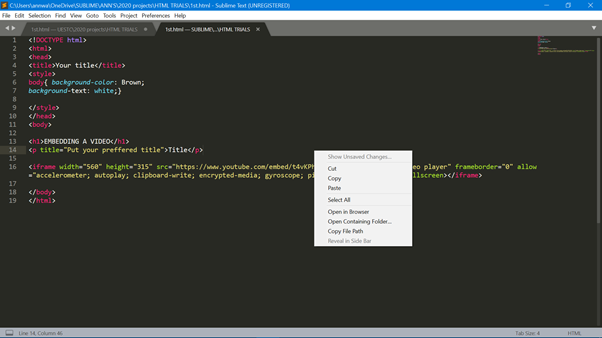 C:\Users\annwa\OneDrive\SUBLIME\ANN'S\2020 projects\HTML TRIALS\1st.html - Sublime Text (UNREGISTERED)
File Edit Selection Find View Goto Tools Project Preferences Help
1st.html — UESTC\2020 projects\HTML TRIALS
1st.html — SUBLIME\...\HTML TRIALS
1 <!DOCTYPE html>
2 <html>
3 <head>
4 <title>Your title</title>
5 <style>
6 body{ background-color: Brown;
7 background-text: white;}
8
9 </style>
10 </head>
11 <body>
12
13 <h1>EMBEDDING A VIDEO</h1>
14 <p title="Put your preffered title">Title</p>
15
16 <iframe width="560" height="315" src="https://www.youtube.com/embed/t4vKPh eo player" frameborder="0" allow
="accelerometer; autoplay; clipboard-write; encrypted-media; gyroscope; pi llscreen></iframe>
17
18 </body>
19 </html>
Show Unsaved Changes...
Cut
Copy
Paste
Select All
Open in Browser
Open Containing Folder...
Copy File Path
Reveal in Side Bar
Line 14, Column 46
Tab Size: 4
HTML